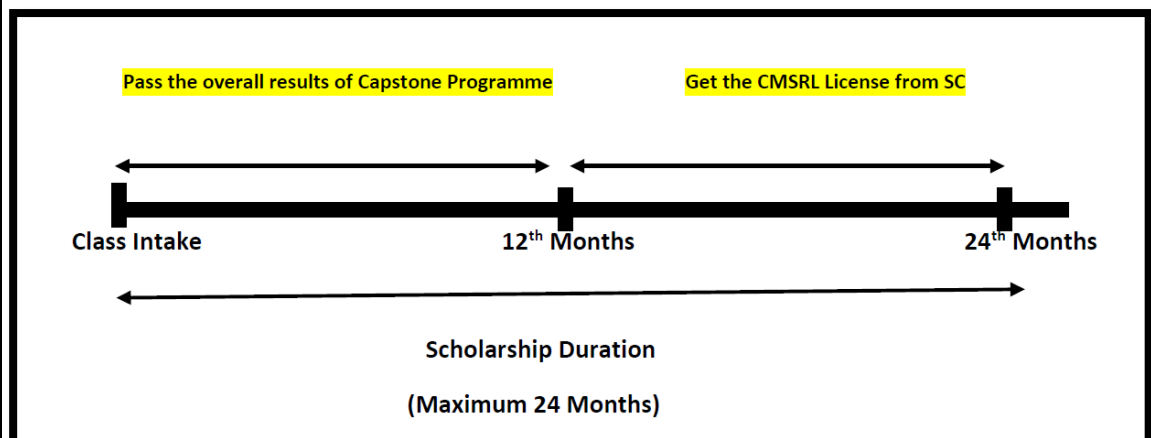 Pass the overall results of Capstone Programme
Get the CMSRL License from SC
Class Intake
12th Months
24th Months
Scholarship Duration
(Maximum 24 Months)